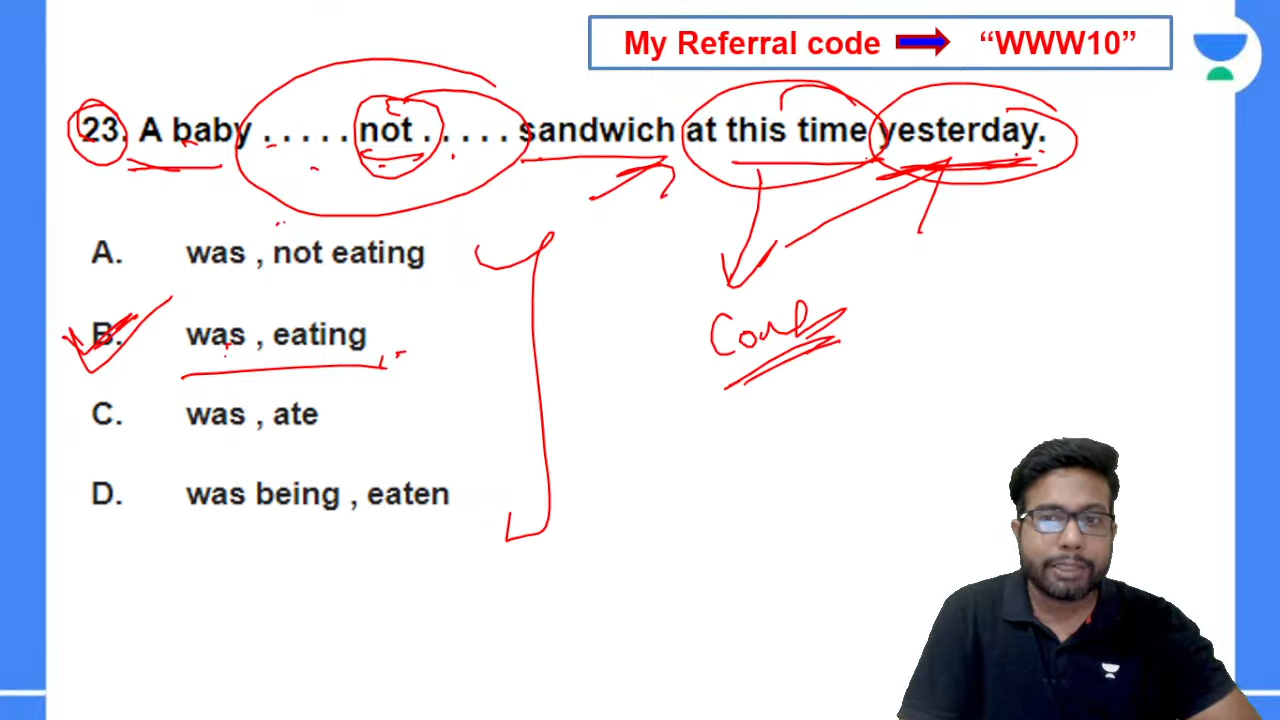 My Referral code “WWW10”
23. A baby . . . . . not . . . . . sandwich at this time yesterday.
A. was , not eating
B. was , eating
C. was , ate
D. was being , eaten